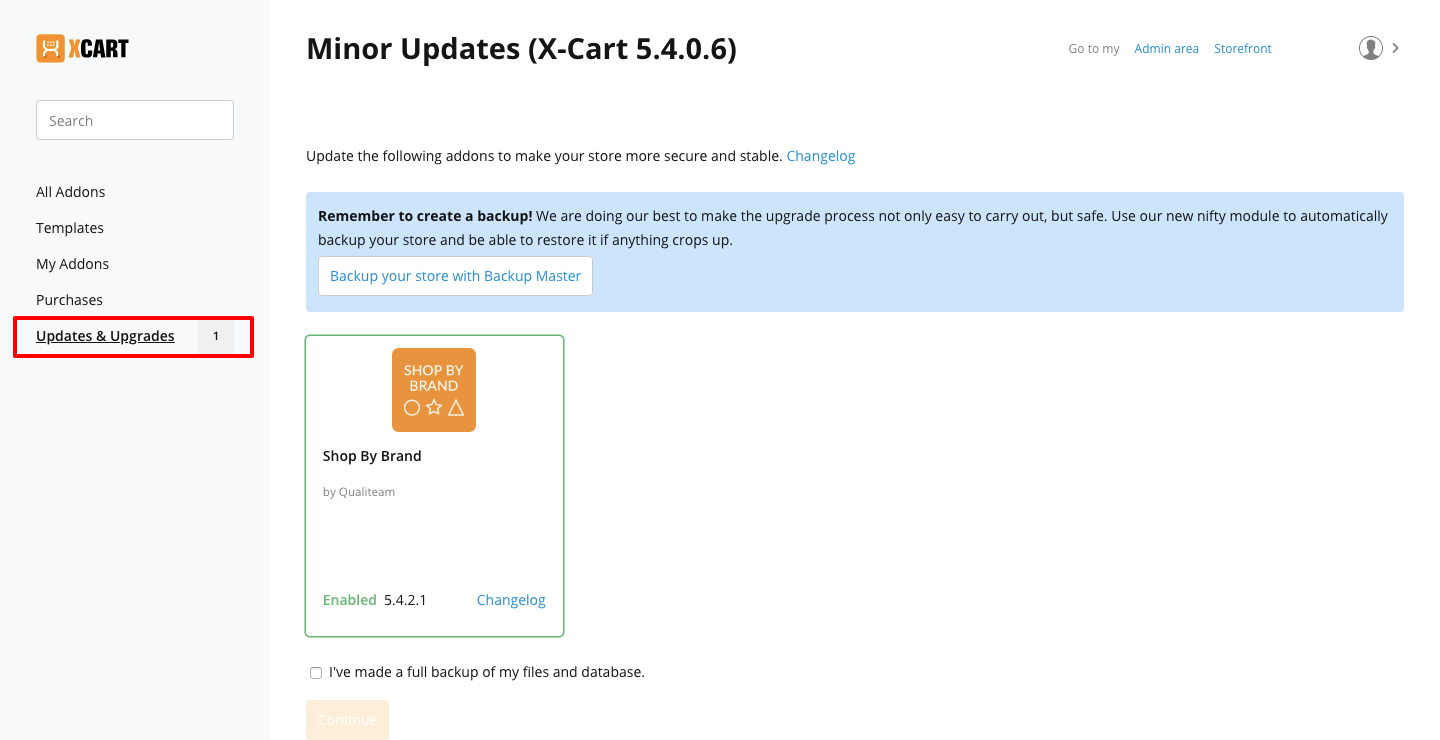 XCART
Search
All Addons
Templates
My Addons
Purchases
Updates & Upgrades 1
Minor Updates (X-Cart 5.4.0.6)
Go to my Admin area Storefront
Update the following addons to make your store more secure and stable. Changelog
Remember to create a backup! We are doing our best to make the upgrade process not only easy to carry out, but safe. Use our new nifty module to automatically
backup your store and be able to restore it if anything crops up.
Backup your store with Backup Master
SHOP BY
BRAND
Shop By Brand
by Qualiteam
Enabled 5.4.2.1 Changelog
I've made a full backup of my files and database.
Continue